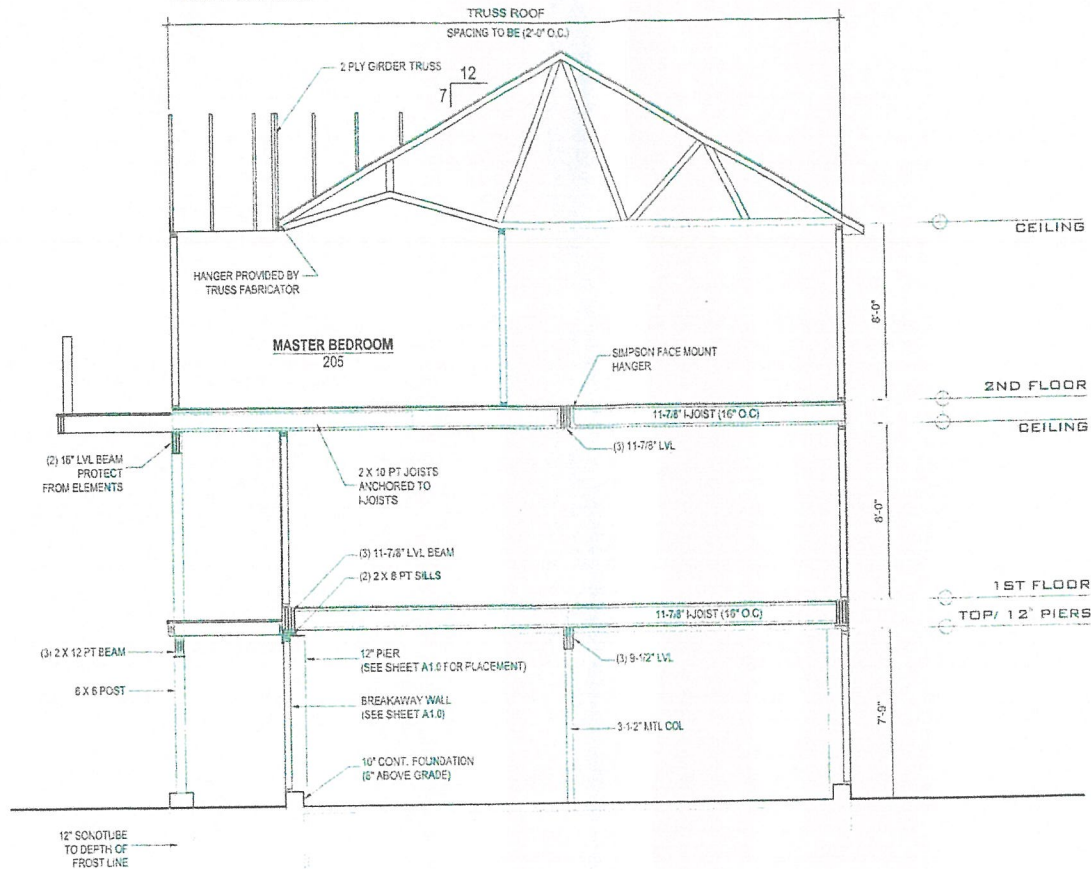 TRUSS ROOF
SPACING TO BE (2'-0" O.C.)
2 PLY GIRDER TRUSS
12
7
CEILING
HANGER PROVIDED BY
TRUSS FABRICATOR
8'-0"
MASTER BEDROOM
205
SIMPSON FACE MOUNT
HANGER
2ND FLOOR
11-7/8" I-JOIST (16" O.C)
CEILING
(3) 11-7/8" LVL
(2) 16" LVL BEAM
PROTECT
FROM ELEMENTS
2 X 10 PT JOISTS
ANCHORED TO
I-JOISTS
8'-0"
(3) 11-7/8" LVL BEAM
(2) 2 X 8 PT SILLS
1ST FLOOR
11-7/8" I-JOIST (16" O.C)
TOP/ 12" PIERS
(3) 2 X 12 PT BEAM
12" PIER
(SEE SHEET A1.0 FOR PLACEMENT)
(3) 9-1/2" LVL
6 X 6 POST
BREAKAWAY WALL
(SEE SHEET A1.0)
3-1/2" MTL COL
7'-9"
10" CONT. FOUNDATION
(8" ABOVE GRADE)
12" SONOTUBE
TO DEPTH OF
FROST LINE